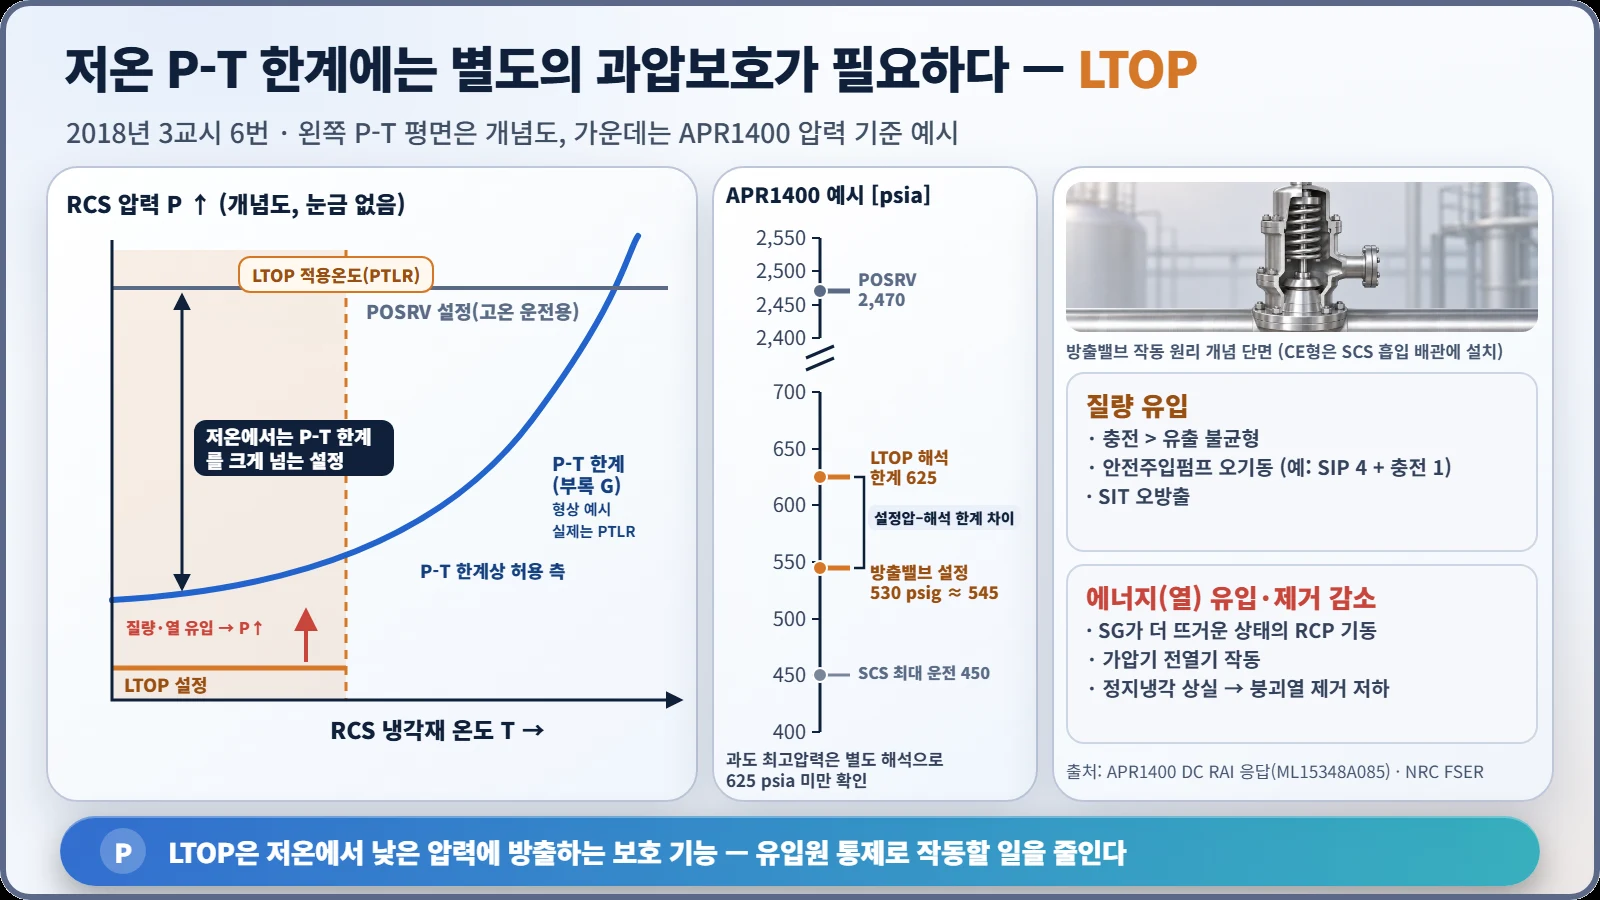 저온 P-T 한계에는 별도의 과압보호가 필요하다 — LTOP
2018년 3교시 6번 · 왼쪽 P-T 평면은 개념도, 가운데는 APR1400 압력 기준 예시
RCS 압력 P ↑ (개념도, 눈금 없음)
LTOP 적용온도(PTLR)
POSRV 설정(고온 운전용)
저온에서는 P-T 한계
를 크게 넘는 설정
P-T 한계
(부록 G)
형상 예시
실제는 PTLR
P-T 한계상 허용 측
질량·열 유입 → P↑
LTOP 설정
RCS 냉각재 온도 T →
APR1400 예시 [psia]
2,550
2,500
2,450
2,400
POSRV
2,470
700
650
600
550
500
450
400
LTOP 해석
한계 625
설정압–해석 한계 차이
방출밸브 설정
530 psig ≈ 545
SCS 최대 운전 450
과도 최고압력은 별도 해석으로
625 psia 미만 확인
방출밸브 작동 원리 개념 단면 (CE형은 SCS 흡입 배관에 설치)
질량 유입
· 충전 > 유출 불균형
· 안전주입펌프 오기동 (예: SIP 4 + 충전 1)
· SIT 오방출
에너지(열) 유입·제거 감소
· SG가 더 뜨거운 상태의 RCP 기동
· 가압기 전열기 작동
· 정지냉각 상실 → 붕괴열 제거 저하
출처: APR1400 DC RAI 응답(ML15348A085) · NRC FSER
P
LTOP은 저온에서 낮은 압력에 방출하는 보호 기능 — 유입원 통제로 작동할 일을 줄인다